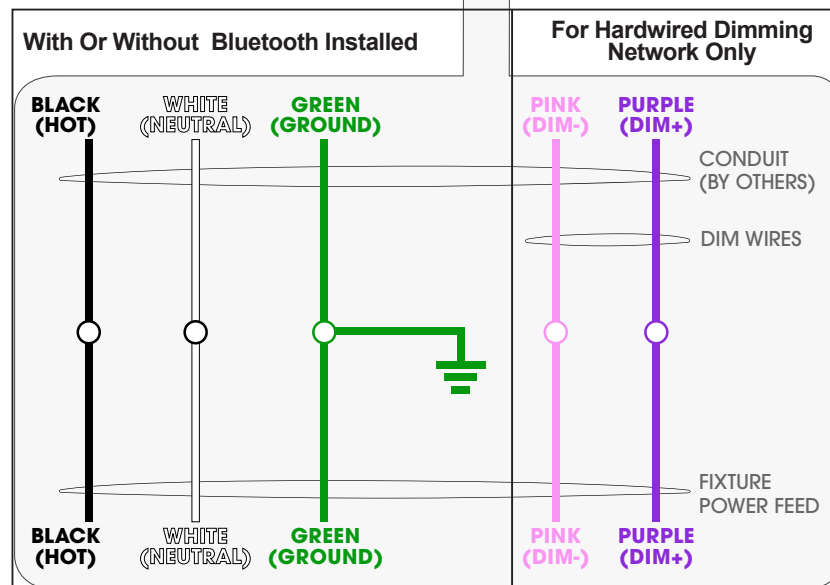 With Or Without Bluetooth Installed
For Hardwired Dimming
Network Only
BLACK
(HOT)
WHITE
(NEUTRAL)
GREEN
(GROUND)
PINK
(DIM-)
PURPLE
(DIM+)
CONDUIT
(BY OTHERS)
DIM WIRES
FIXTURE
POWER FEED
BLACK
(HOT)
WHITE
(NEUTRAL)
GREEN
(GROUND)
PINK
(DIM-)
PURPLE
(DIM+)